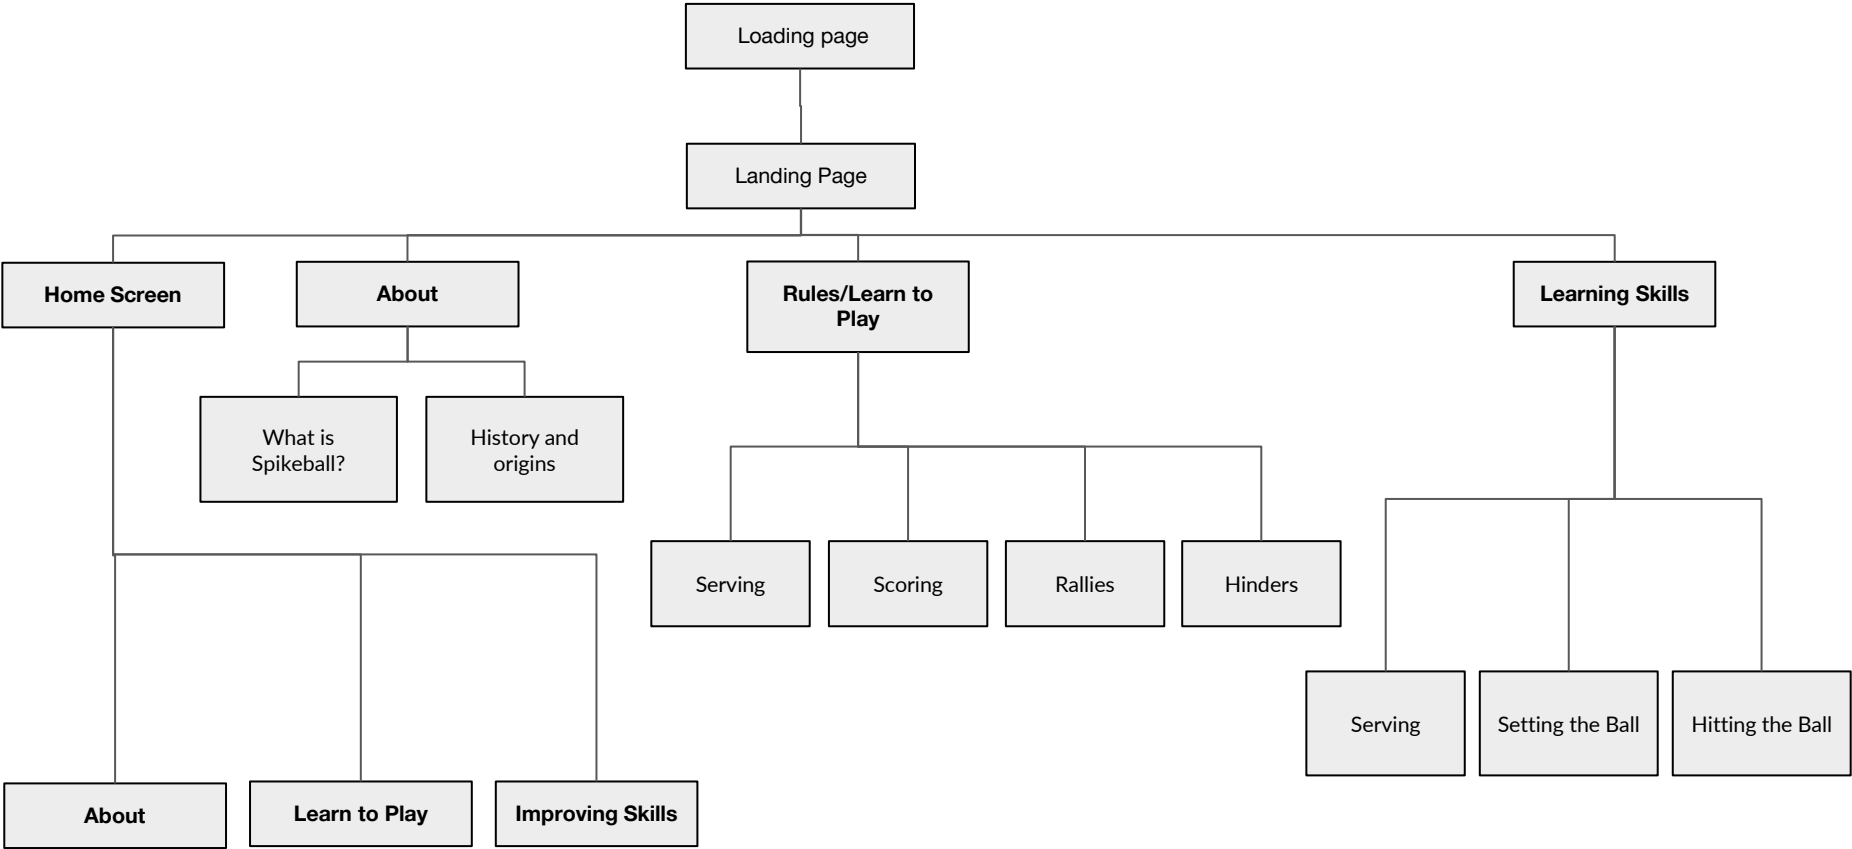 Loading page
Landing Page
Home Screen
About
Rules/Learn to
Play
Learning Skills
What is
Spikeball?
History and
origins
Serving
Scoring
Rallies
Hinders
Serving
Setting the Ball
Hitting the Ball
About
Learn to Play
Improving Skills